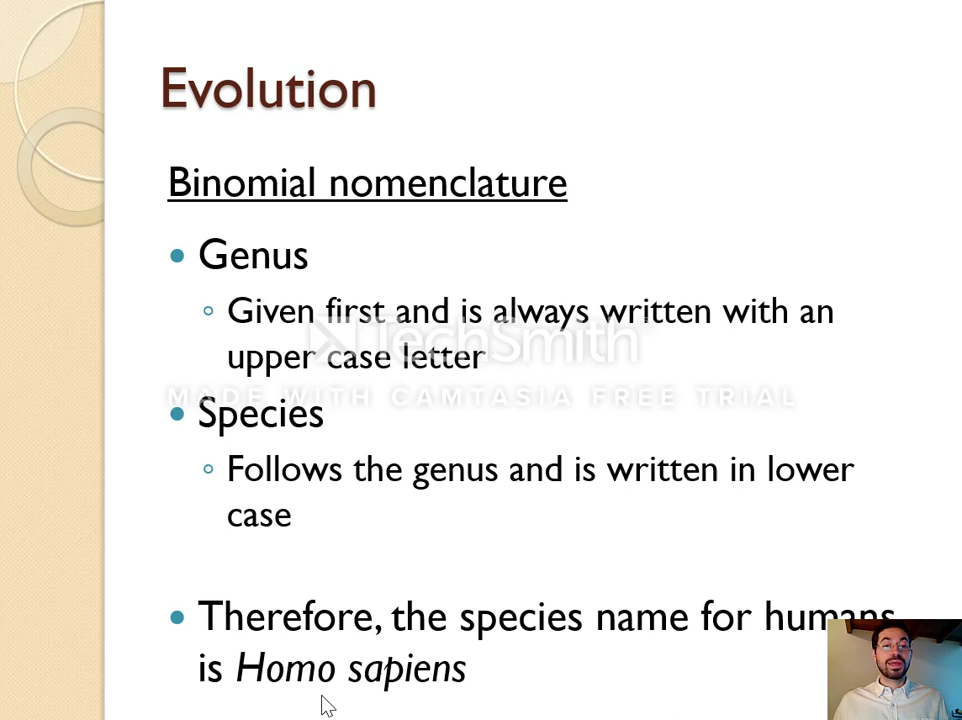 Evolution
Binomial nomenclature
• Genus
◦ Given first and is always written with an
upper case letter
TechSmith
MADE WITH CAMTASIA FREE TRIAL
• Species
◦ Follows the genus and is written in lower
case
• Therefore, the species name for humans
is Homo sapiens